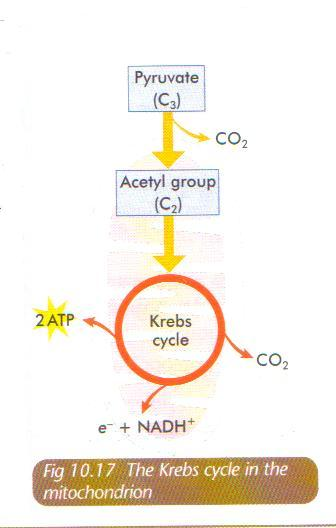 Pyruvate
(C₃)
CO₂
Acetyl group
(C₂)
2 ATP
Krebs
cycle
CO₂
e⁻ + NADH⁺
Fig 10.17 The Krebs cycle in the
mitochondrion